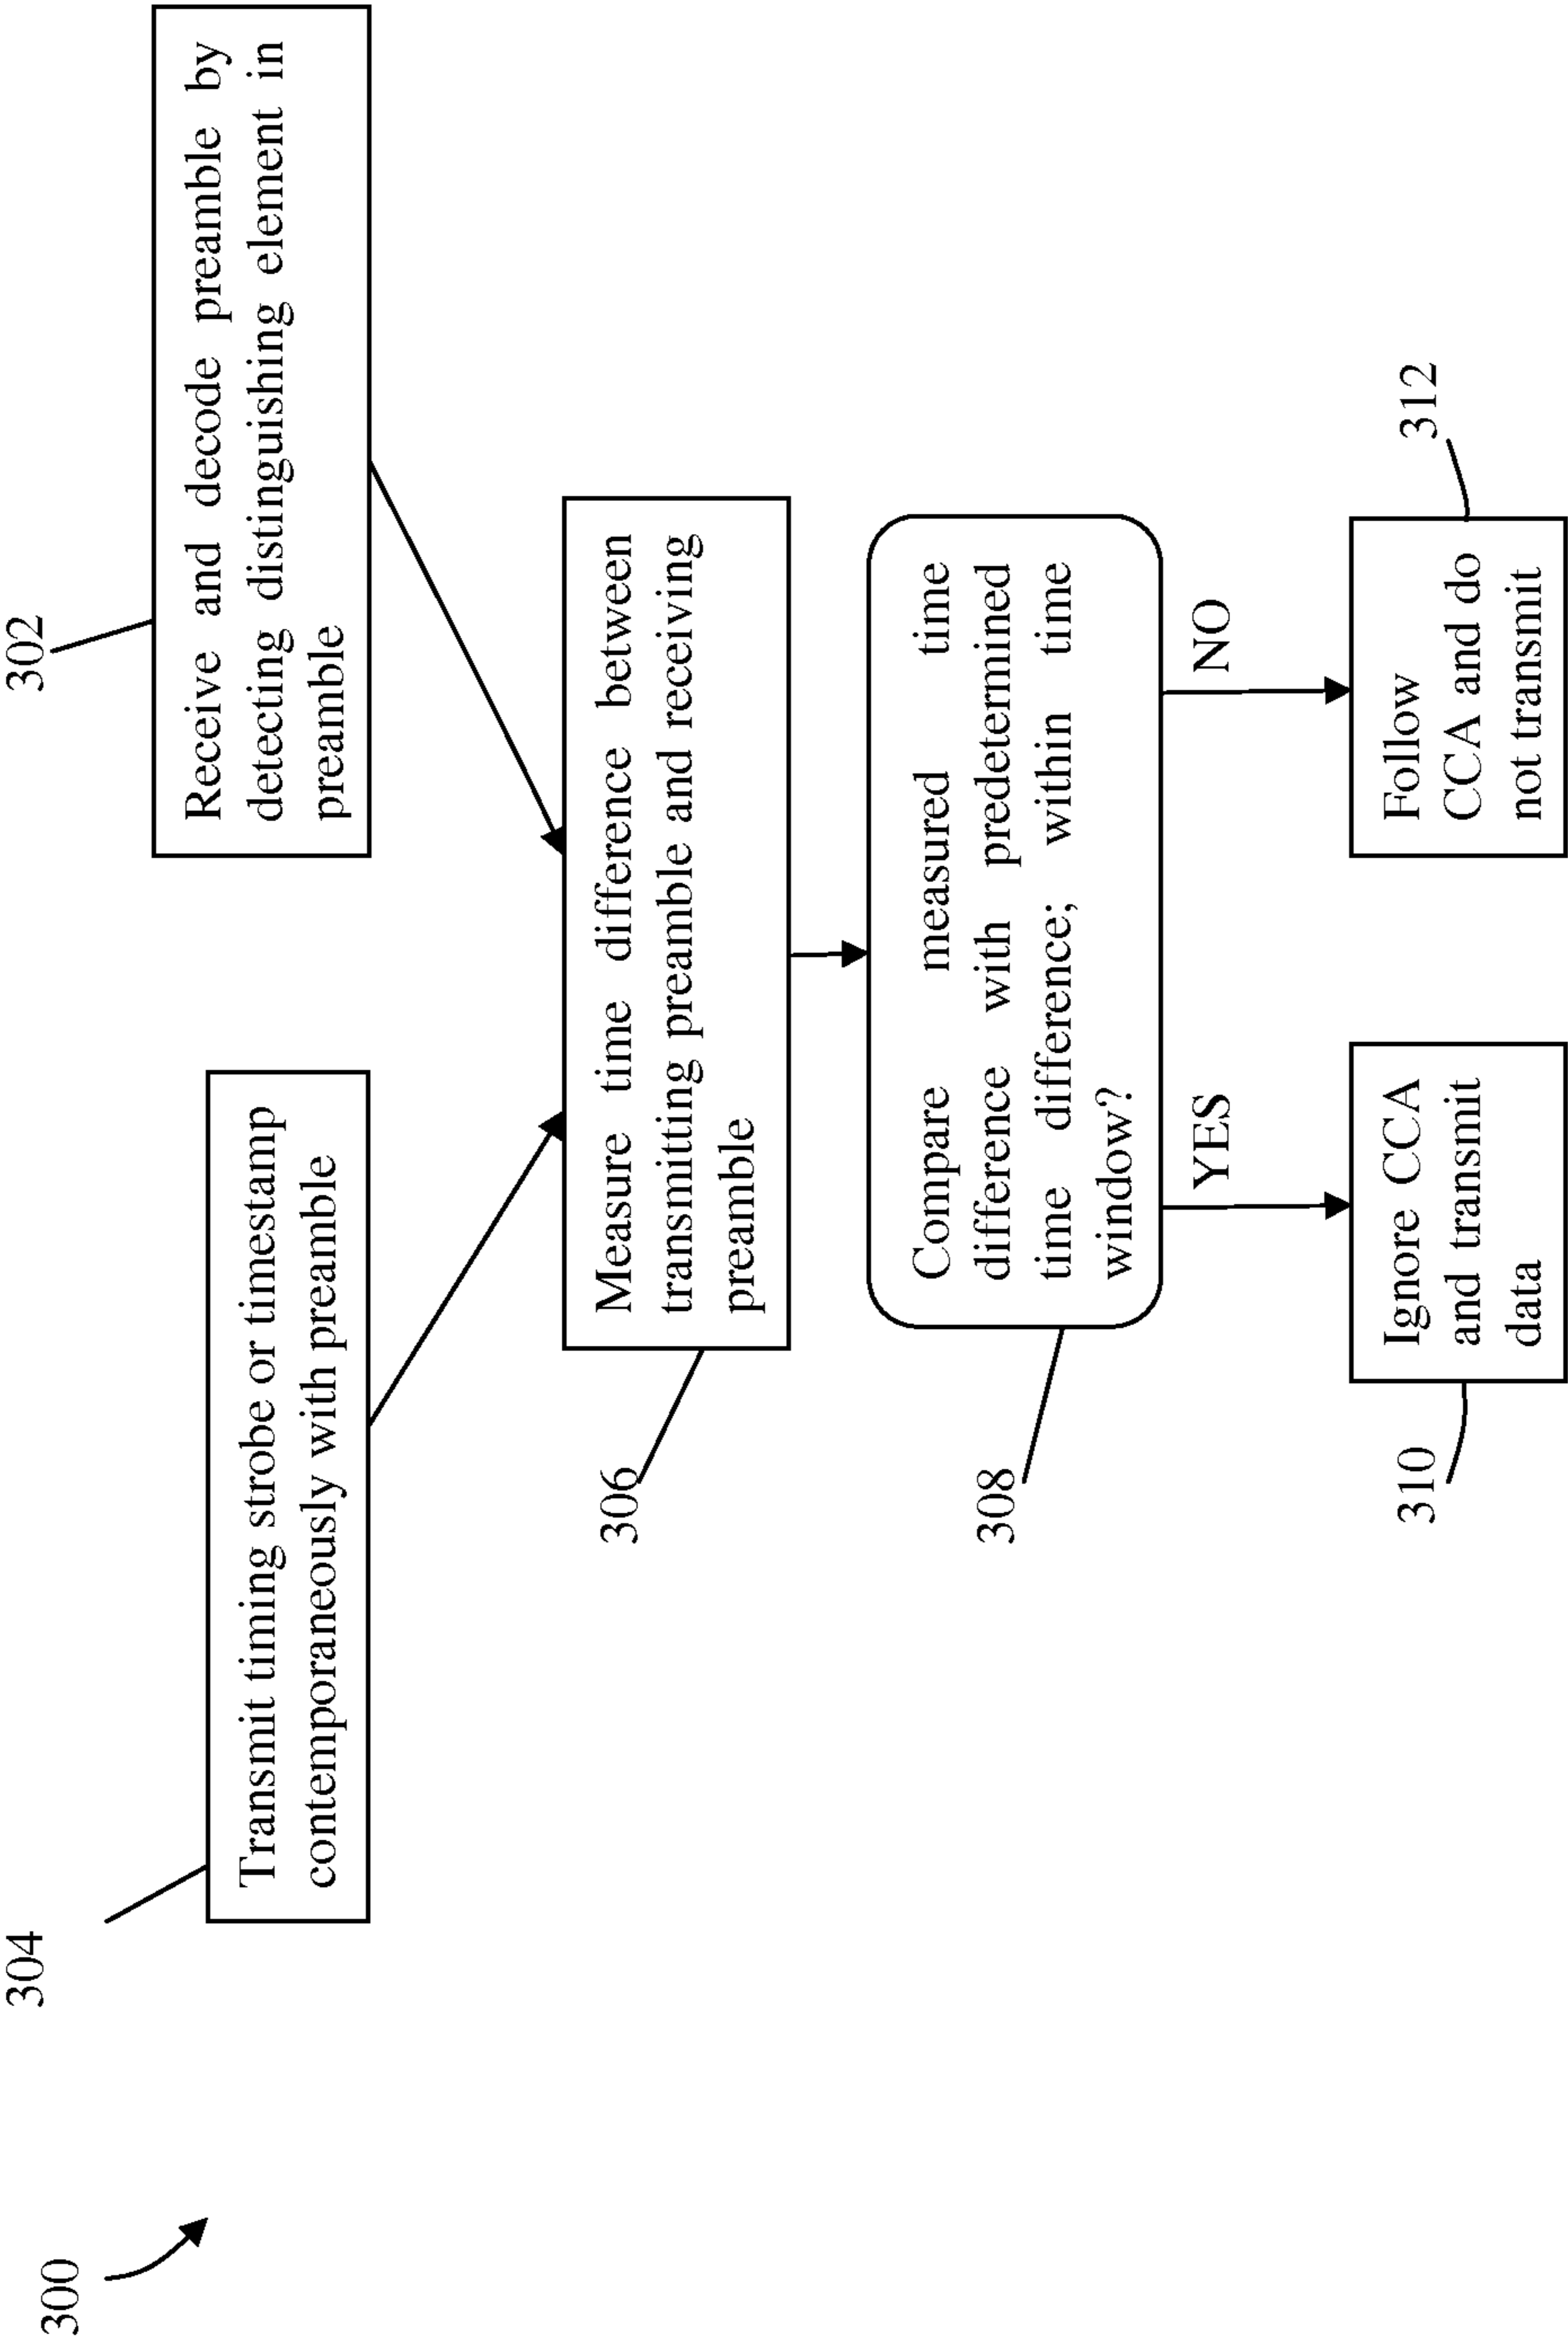 300
304
Transmit timing strobe or timestamp
contemporaneously with preamble
302
Receive and decode preamble by
detecting distinguishing element in
preamble
306
Measure time difference between
transmitting preamble and receiving
preamble
308
Compare measured time
difference with predetermined
time difference; within time
window?
YES
NO
310
Ignore CCA
and transmit
data
312
Follow
CCA and do
not transmit